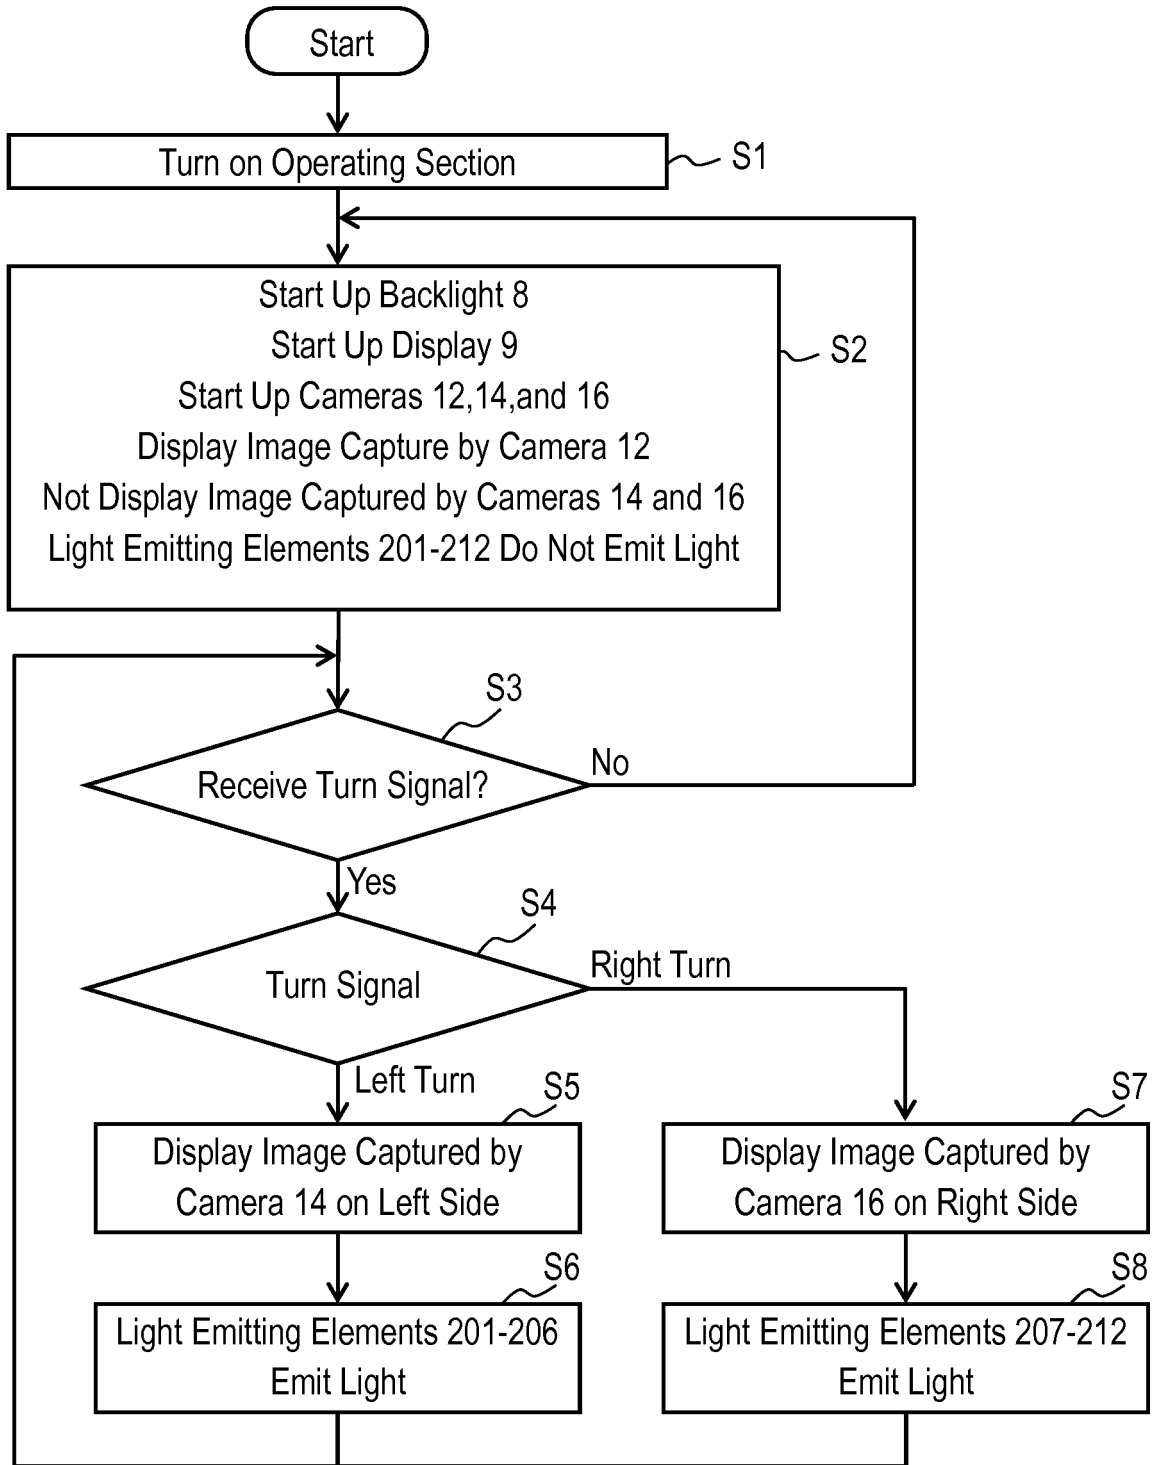 Start
Turn on Operating Section
S1
Start Up Backlight 8
Start Up Display 9
Start Up Cameras 12,14,and 16
Display Image Capture by Camera 12
Not Display Image Captured by Cameras 14 and 16
Light Emitting Elements 201-212 Do Not Emit Light
S2
S3
Receive Turn Signal?
No
Yes
S4
Turn Signal
Right Turn
Left Turn
S5
Display Image Captured by
Camera 14 on Left Side
S7
Display Image Captured by
Camera 16 on Right Side
S6
Light Emitting Elements 201-206
Emit Light
S8
Light Emitting Elements 207-212
Emit Light